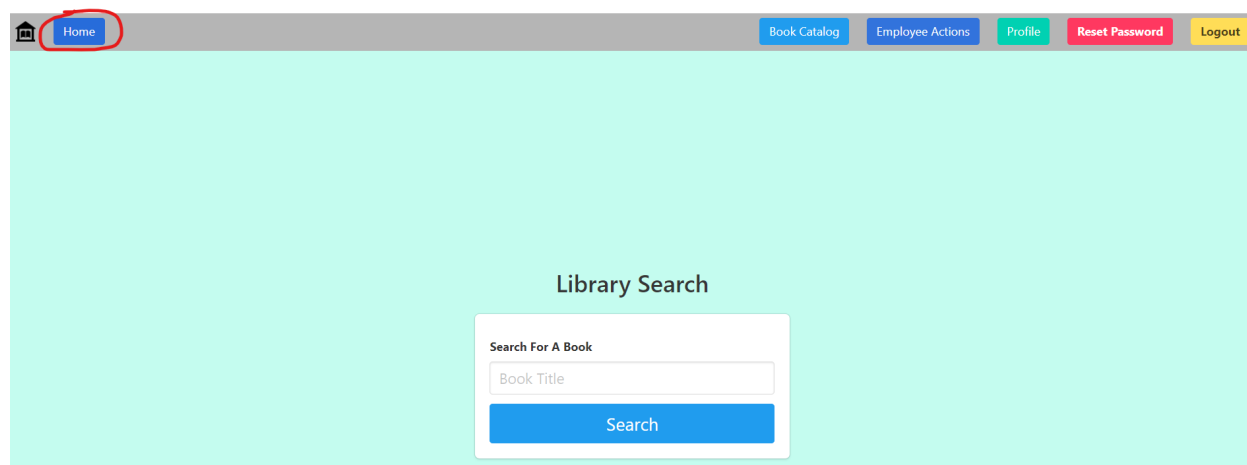 Home Book Catalog Employee Actions Profile Reset Password Logout
Library Search
Search For A Book
Book Title
Search